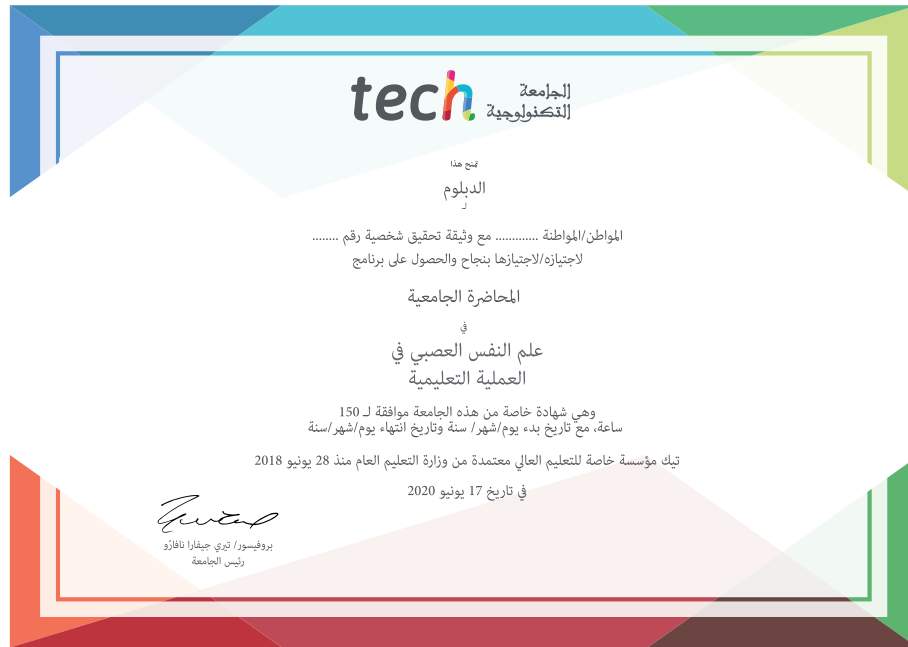 tech الجامعة
التكنولوجية
تمنح هذا
الدبلوم
لـ
المواطن/المواطنة ............. مع وثيقة تحقيق شخصية رقم ........
لاجتيازه/لاجتيازها بنجاح والحصول على برنامج
المحاضرة الجامعية
في
علم النفس العصبي في
العملية التعليمية
وهي شهادة خاصة من هذه الجامعة موافقة لـ 150
ساعة، مع تاريخ بدء يوم/شهر/ سنة وتاريخ انتهاء يوم/شهر/سنة
تيك مؤسسة خاصة للتعليم العالي معتمدة من وزارة التعليم العام منذ 28 يونيو 2018
في تاريخ 17 يونيو 2020
بروفيسور/ تيري جيفارا نافارّو
رئيس الجامعة